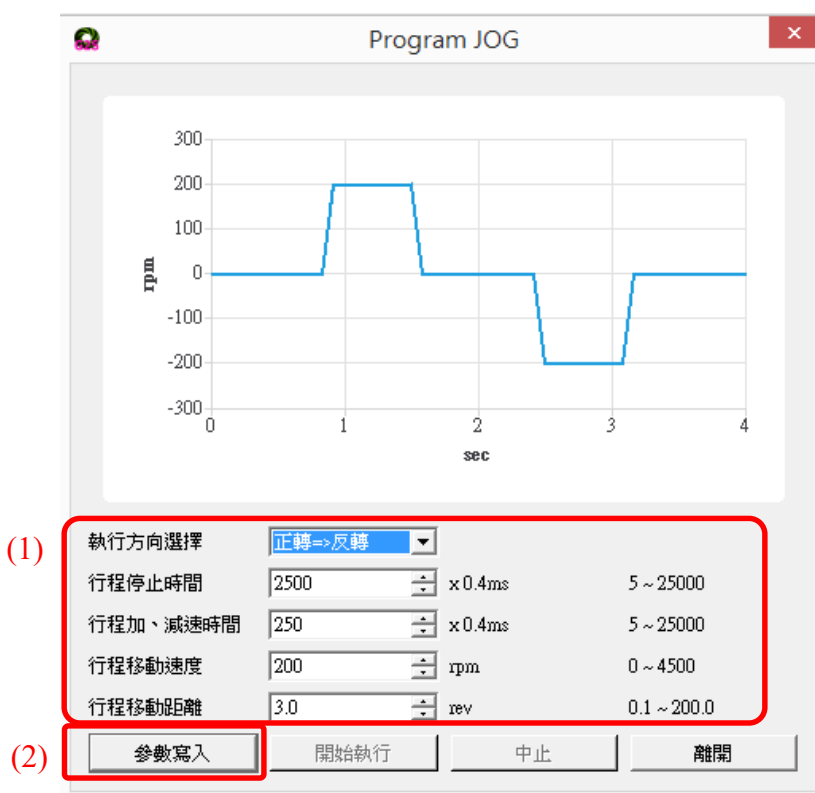 Program JOG
300
200
100
0
-100
-200
-300
rpm
0 1 2 3 4
sec
(1)
執行方向選擇 正轉=>反轉
行程停止時間 2500 x 0.4ms 5 ~ 25000
行程加、減速時間 250 x 0.4ms 5 ~ 25000
行程移動速度 200 rpm 0 ~ 4500
行程移動距離 3.0 rev 0.1 ~ 200.0
(2)
參數寫入 開始執行 中止 離開